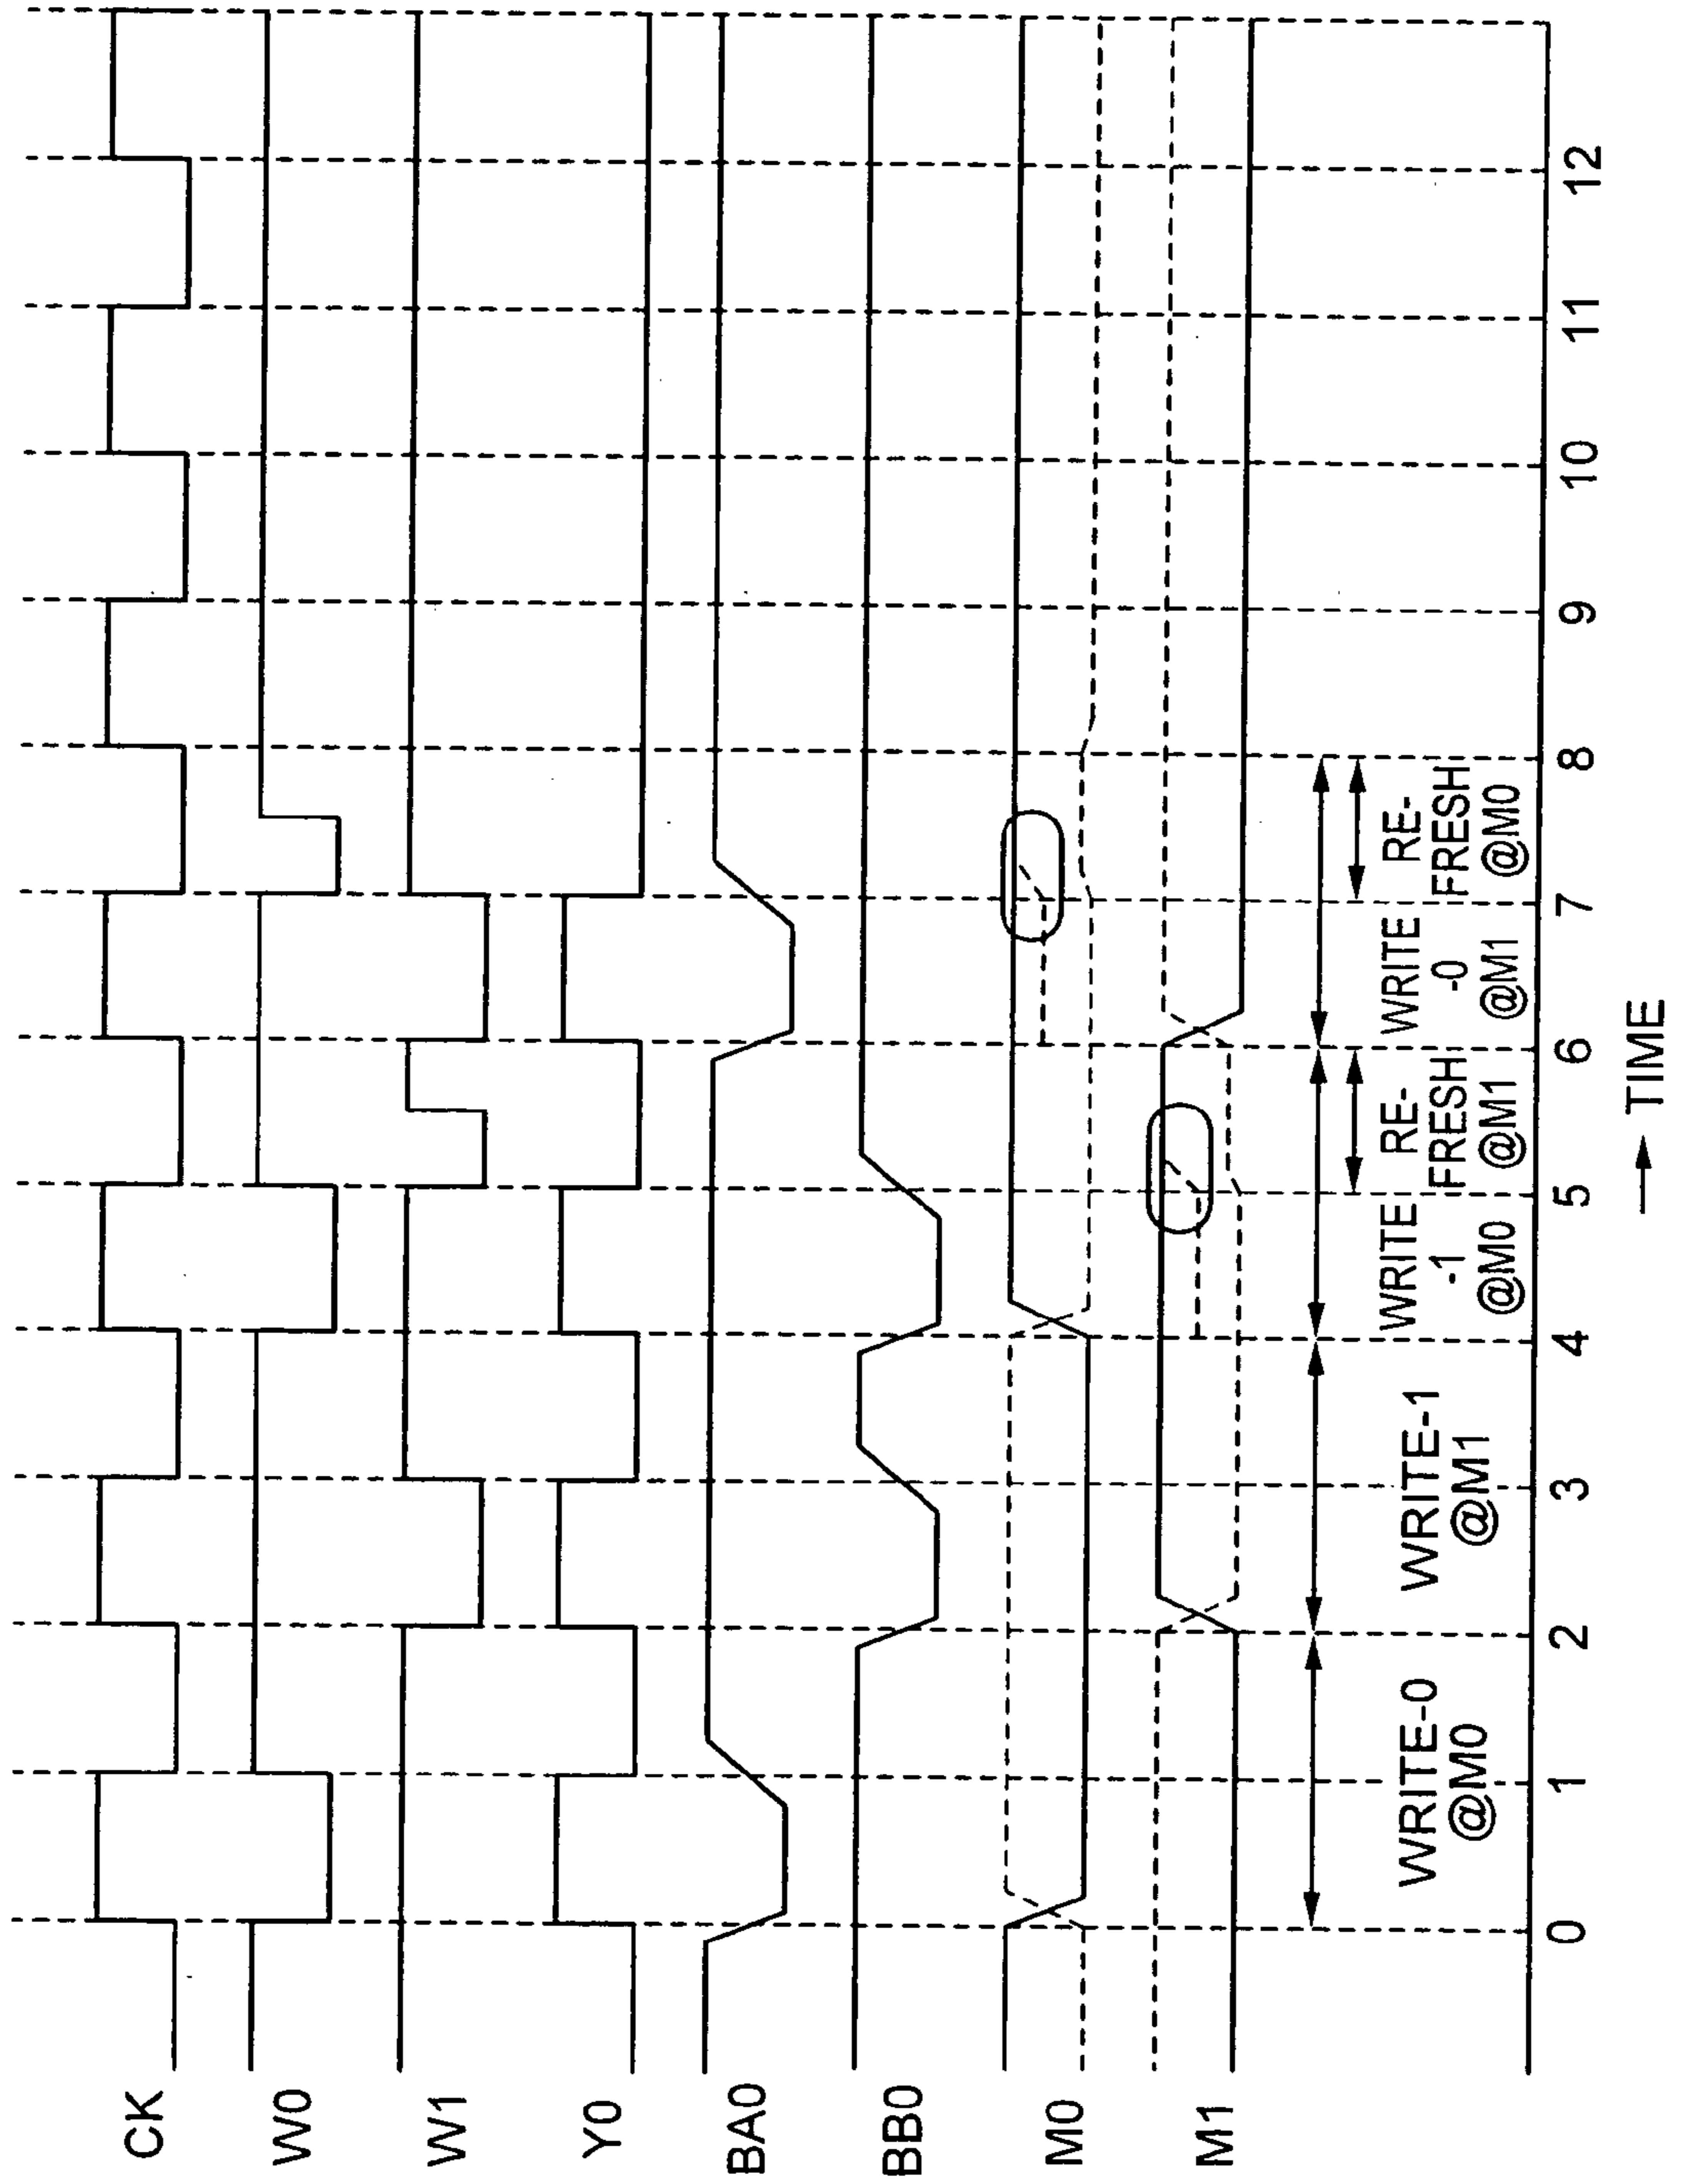 CK
W0
W1
Y0
BA0
BB0
M0
M1
WRITE-0
@M0
WRITE-1
@M1
WRITE
-1
@M0
RE-
FRESH
@M1
WRITE
-0
@M1
RE-
FRESH
@M0
0 1 2 3 4 5 6 7 8 9 10 11 12
TIME